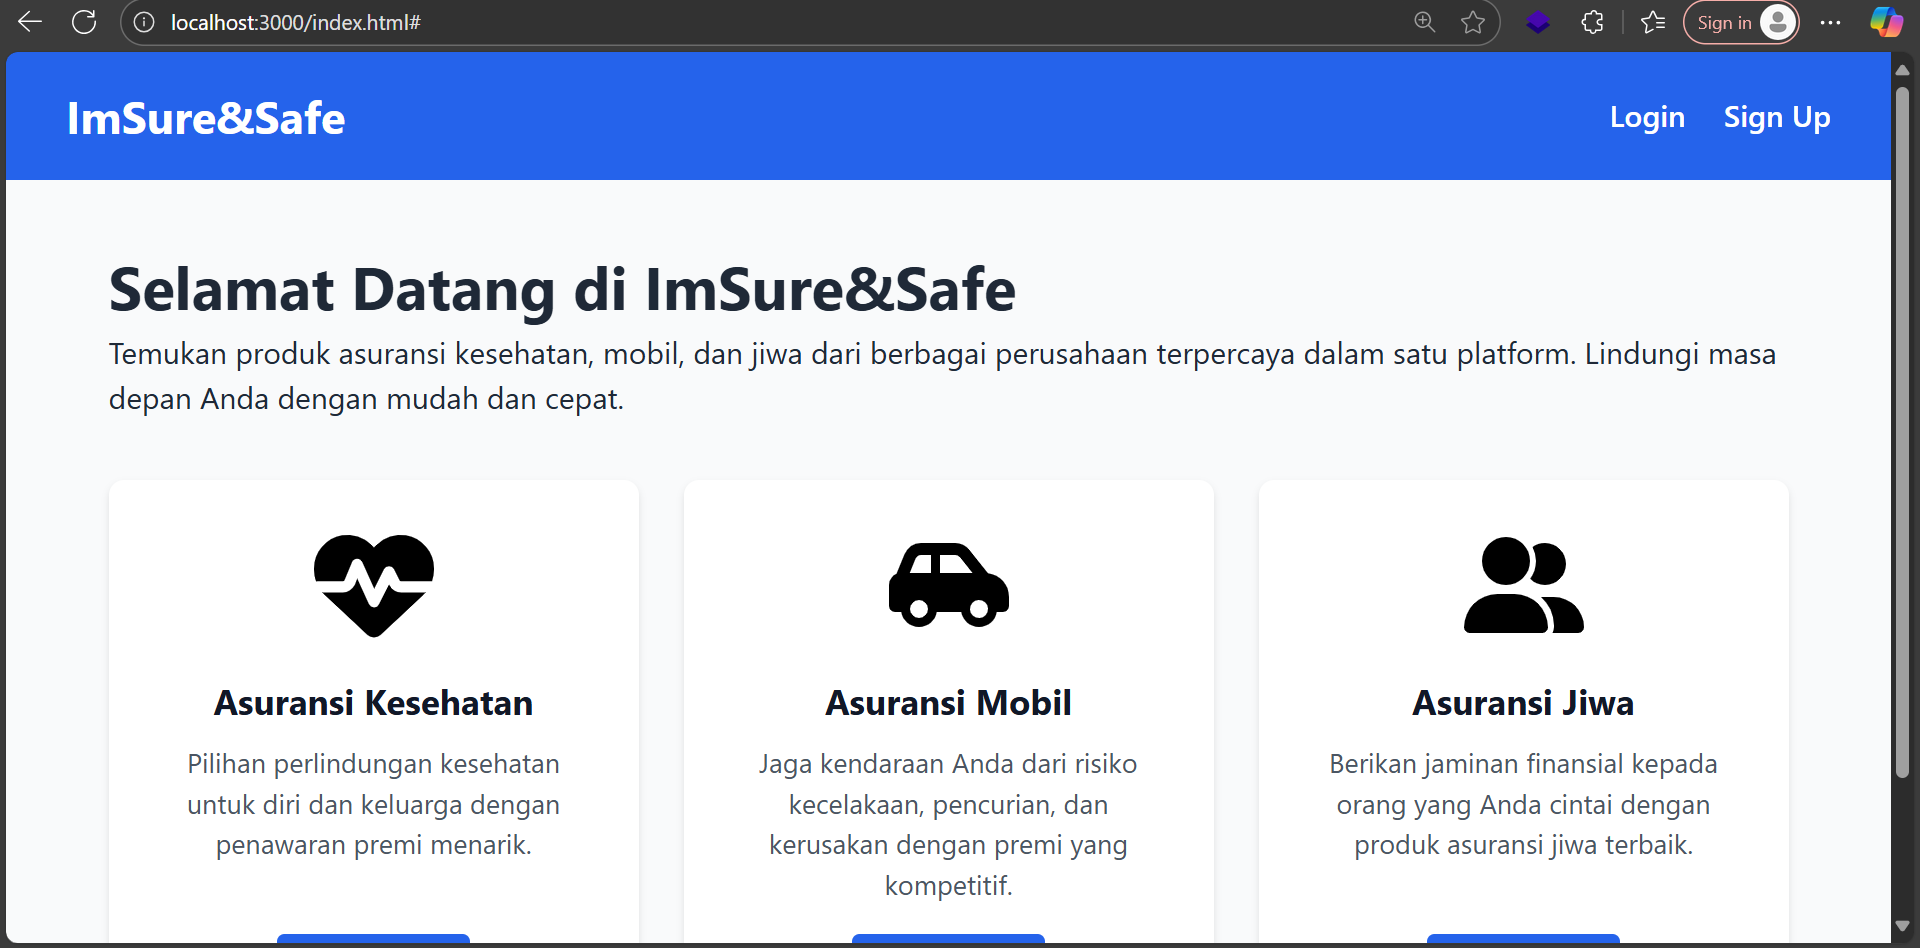 localhost:3000/index.html#
Sign in
ImSure&Safe
Login
Sign Up
Selamat Datang di ImSure&Safe
Temukan produk asuransi kesehatan, mobil, dan jiwa dari berbagai perusahaan terpercaya dalam satu platform. Lindungi masa
depan Anda dengan mudah dan cepat.
Asuransi Kesehatan
Pilihan perlindungan kesehatan
untuk diri dan keluarga dengan
penawaran premi menarik.
Asuransi Mobil
Jaga kendaraan Anda dari risiko
kecelakaan, pencurian, dan
kerusakan dengan premi yang
kompetitif.
Asuransi Jiwa
Berikan jaminan finansial kepada
orang yang Anda cintai dengan
produk asuransi jiwa terbaik.